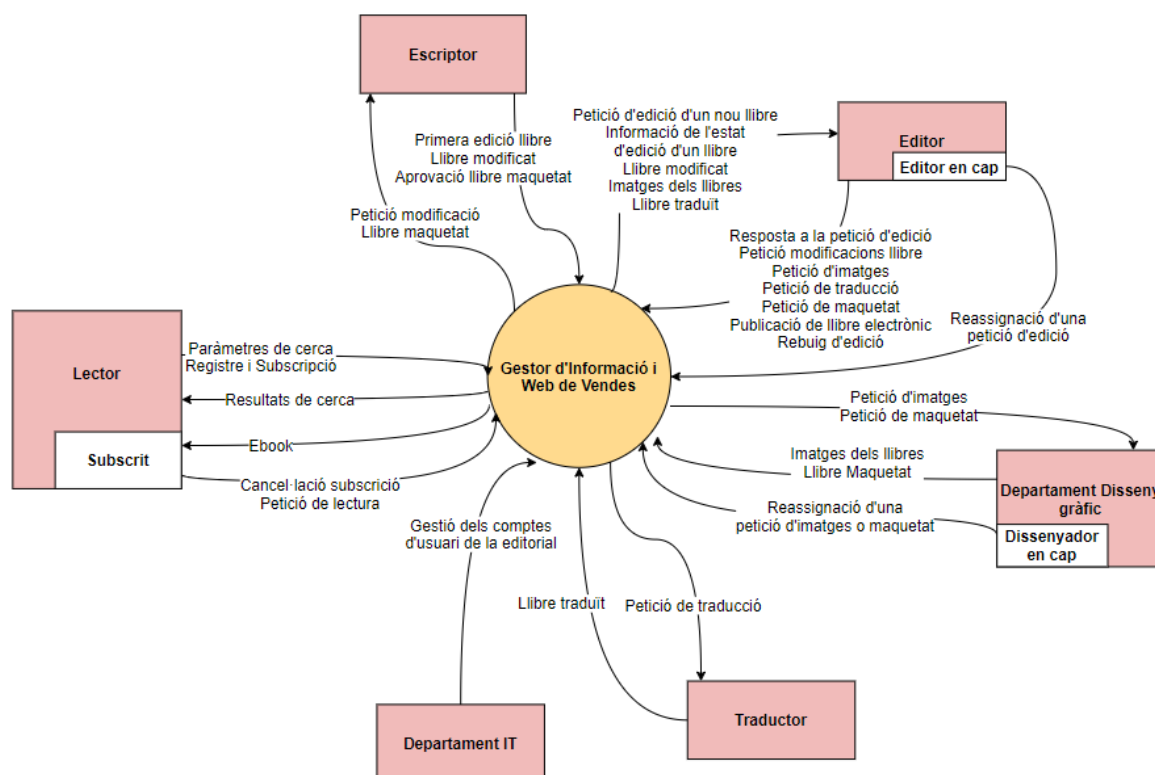 Escriptor
Primera edició llibre
Llibre modificat
Aprovació llibre maquetat
Petició modificació
Llibre maquetat
Petició d'edició d'un nou llibre
Informació de l'estat
d'edició d'un llibre
Llibre modificat
Imatges dels llibres
Llibre traduït
Editor
Editor en cap
Resposta a la petició d'edició
Petició modificacions llibre
Petició d'imatges
Petició de traducció
Petició de maquetat
Publicació de llibre electrònic
Rebuig d'edició
Reassignació d'una
petició d'edició
Lector
Subscrit
Paràmetres de cerca
Registre i Subscripció
Resultats de cerca
Ebook
Cancel·lació subscrició
Petició de lectura
Gestor d'Informació i
Web de Vendes
Petició d'imatges
Petició de maquetat
Imatges dels llibres
Llibre Maquetat
Reassignació d'una
petició d'imatges o maquetat
Departament Disseny
gràfic
Dissenyador
en cap
Gestió dels comptes
d'usuari de la editorial
Llibre traduït
Petició de traducció
Departament IT
Traductor